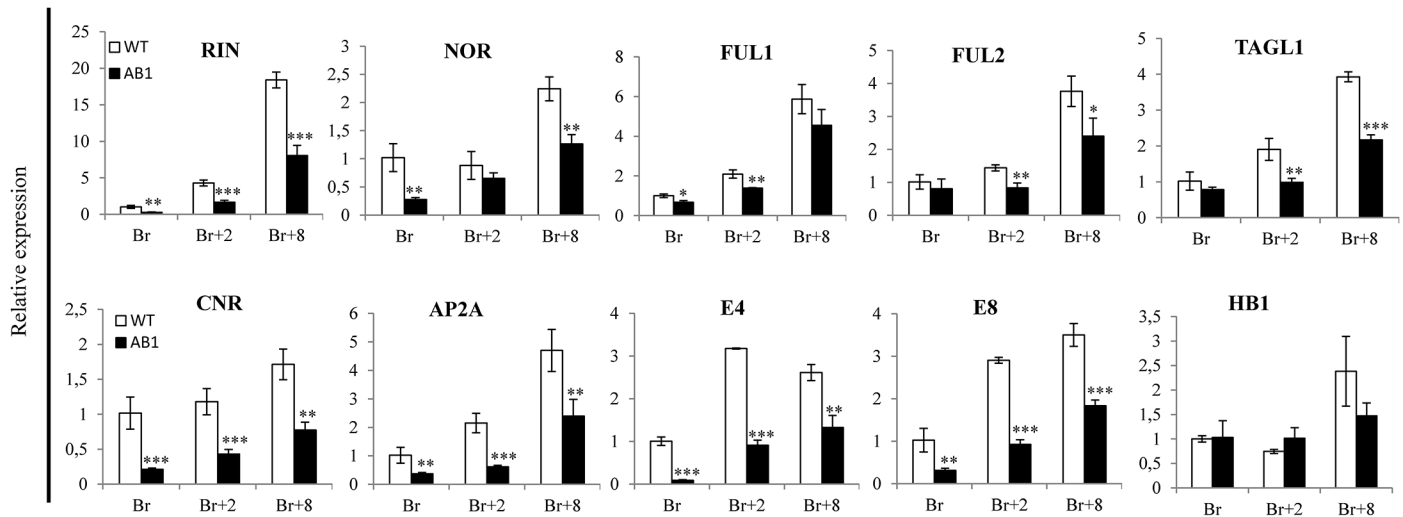 Relative expression
RIN
WT
AB1
25
20
15
10
5
0
**
***
***
Br
Br+2
Br+8
NOR
3
2,5
2
1,5
1
0,5
0
**
**
Br
Br+2
Br+8
FUL1
8
6
4
2
0
*
**
Br
Br+2
Br+8
FUL2
5
4
3
2
1
0
**
*
Br
Br+2
Br+8
TAGL1
5
4
3
2
1
0
**
***
Br
Br+2
Br+8
CNR
WT
AB1
2,5
2
1,5
1
0,5
0
***
***
**
Br
Br+2
Br+8
AP2A
6
5
4
3
2
1
0
**
***
**
Br
Br+2
Br+8
E4
4
3
2
1
0
***
***
**
Br
Br+2
Br+8
E8
4
3
2
1
0
**
***
***
Br
Br+2
Br+8
HB1
3,5
3
2,5
2
1,5
1
0,5
0
Br
Br+2
Br+8